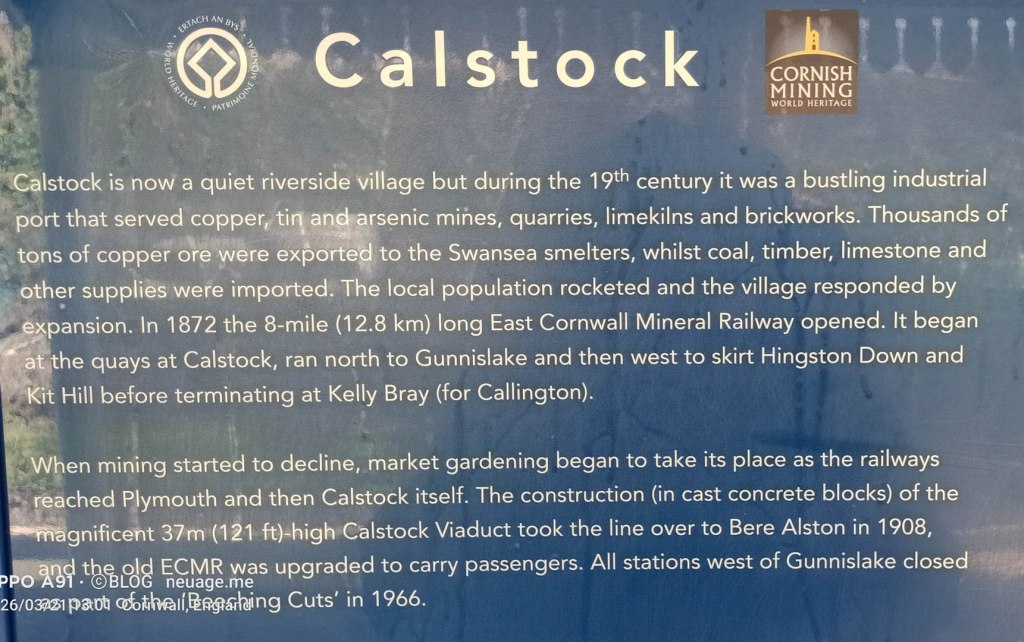 ERTACH AN BYS
WORLD HERITAGE
PATRIMOINE MONDIAL
Calstock
CORNISH
MINING
WORLD HERITAGE
Calstock is now a quiet riverside village but during the 19th century it was a bustling industrial
port that served copper, tin and arsenic mines, quarries, limekilns and brickworks. Thousands of
tons of copper ore were exported to the Swansea smelters, whilst coal, timber, limestone and
other supplies were imported. The local population rocketed and the village responded by
expansion. In 1872 the 8-mile (12.8 km) long East Cornwall Mineral Railway opened. It began
at the quays at Calstock, ran north to Gunnislake and then west to skirt Hingston Down and
Kit Hill before terminating at Kelly Bray (for Callington).
When mining started to decline, market gardening began to take its place as the railways
reached Plymouth and then Calstock itself. The construction (in cast concrete blocks) of the
magnificent 37m (121 ft)-high Calstock Viaduct took the line over to Bere Alston in 1908,
and the old ECMR was upgraded to carry passengers. All stations west of Gunnislake closed
as part of the 'Beeching Cuts' in 1966.
PPO A91 · ©BLOG neuage.me
26/03/21 13:01 Cornwall, England